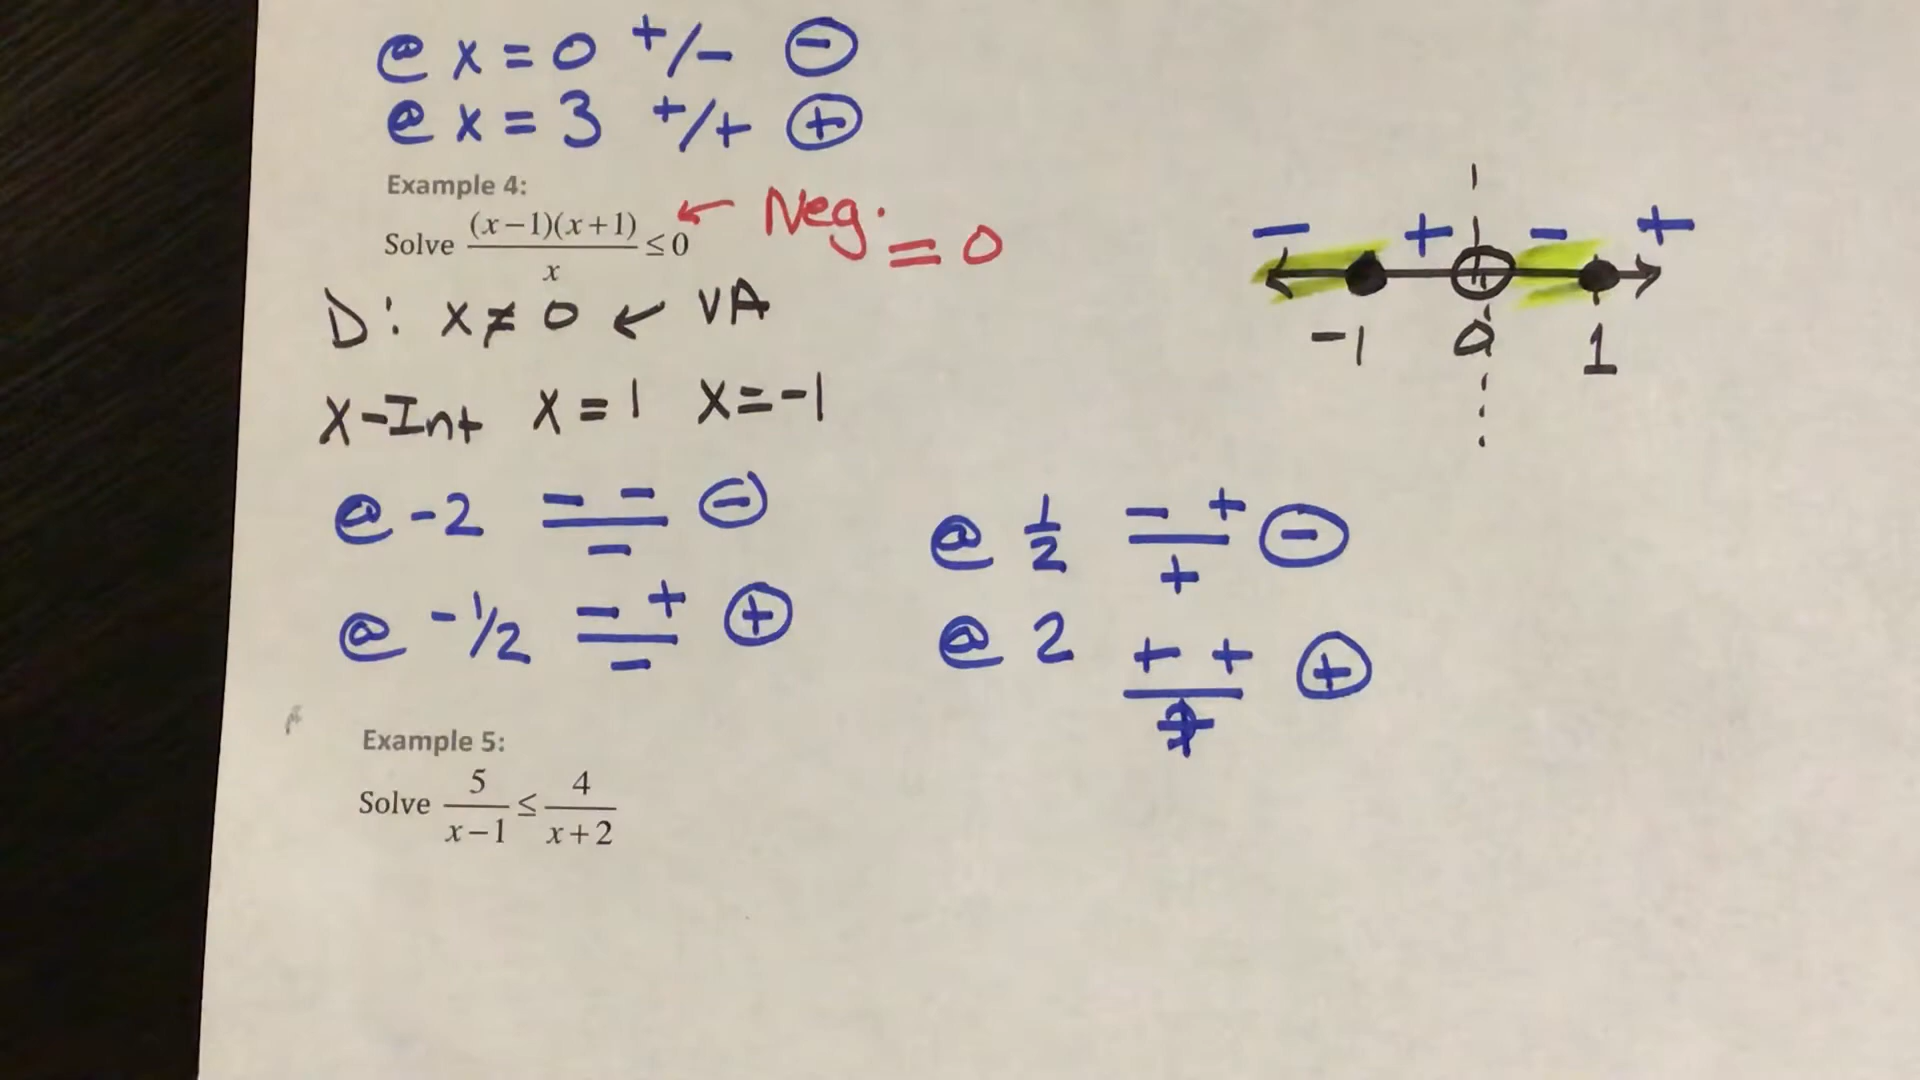 @ x = 0 +/- ⊖
@ x = 3 +/+ ⊕
Example 4:
Solve (x-1)(x+1)/x ≤ 0 ← Neg. = 0
D: x ≠ 0 ← VA
X-Int x = 1 x = -1
- + - +
-1 0 1
@ -2 - -/- ⊖
@ -1/2 - +/- ⊕
@ 1/2 - +/+ ⊖
@ 2 + +/+ ⊕
Example 5:
Solve 5/(x-1) ≤ 4/(x+2)